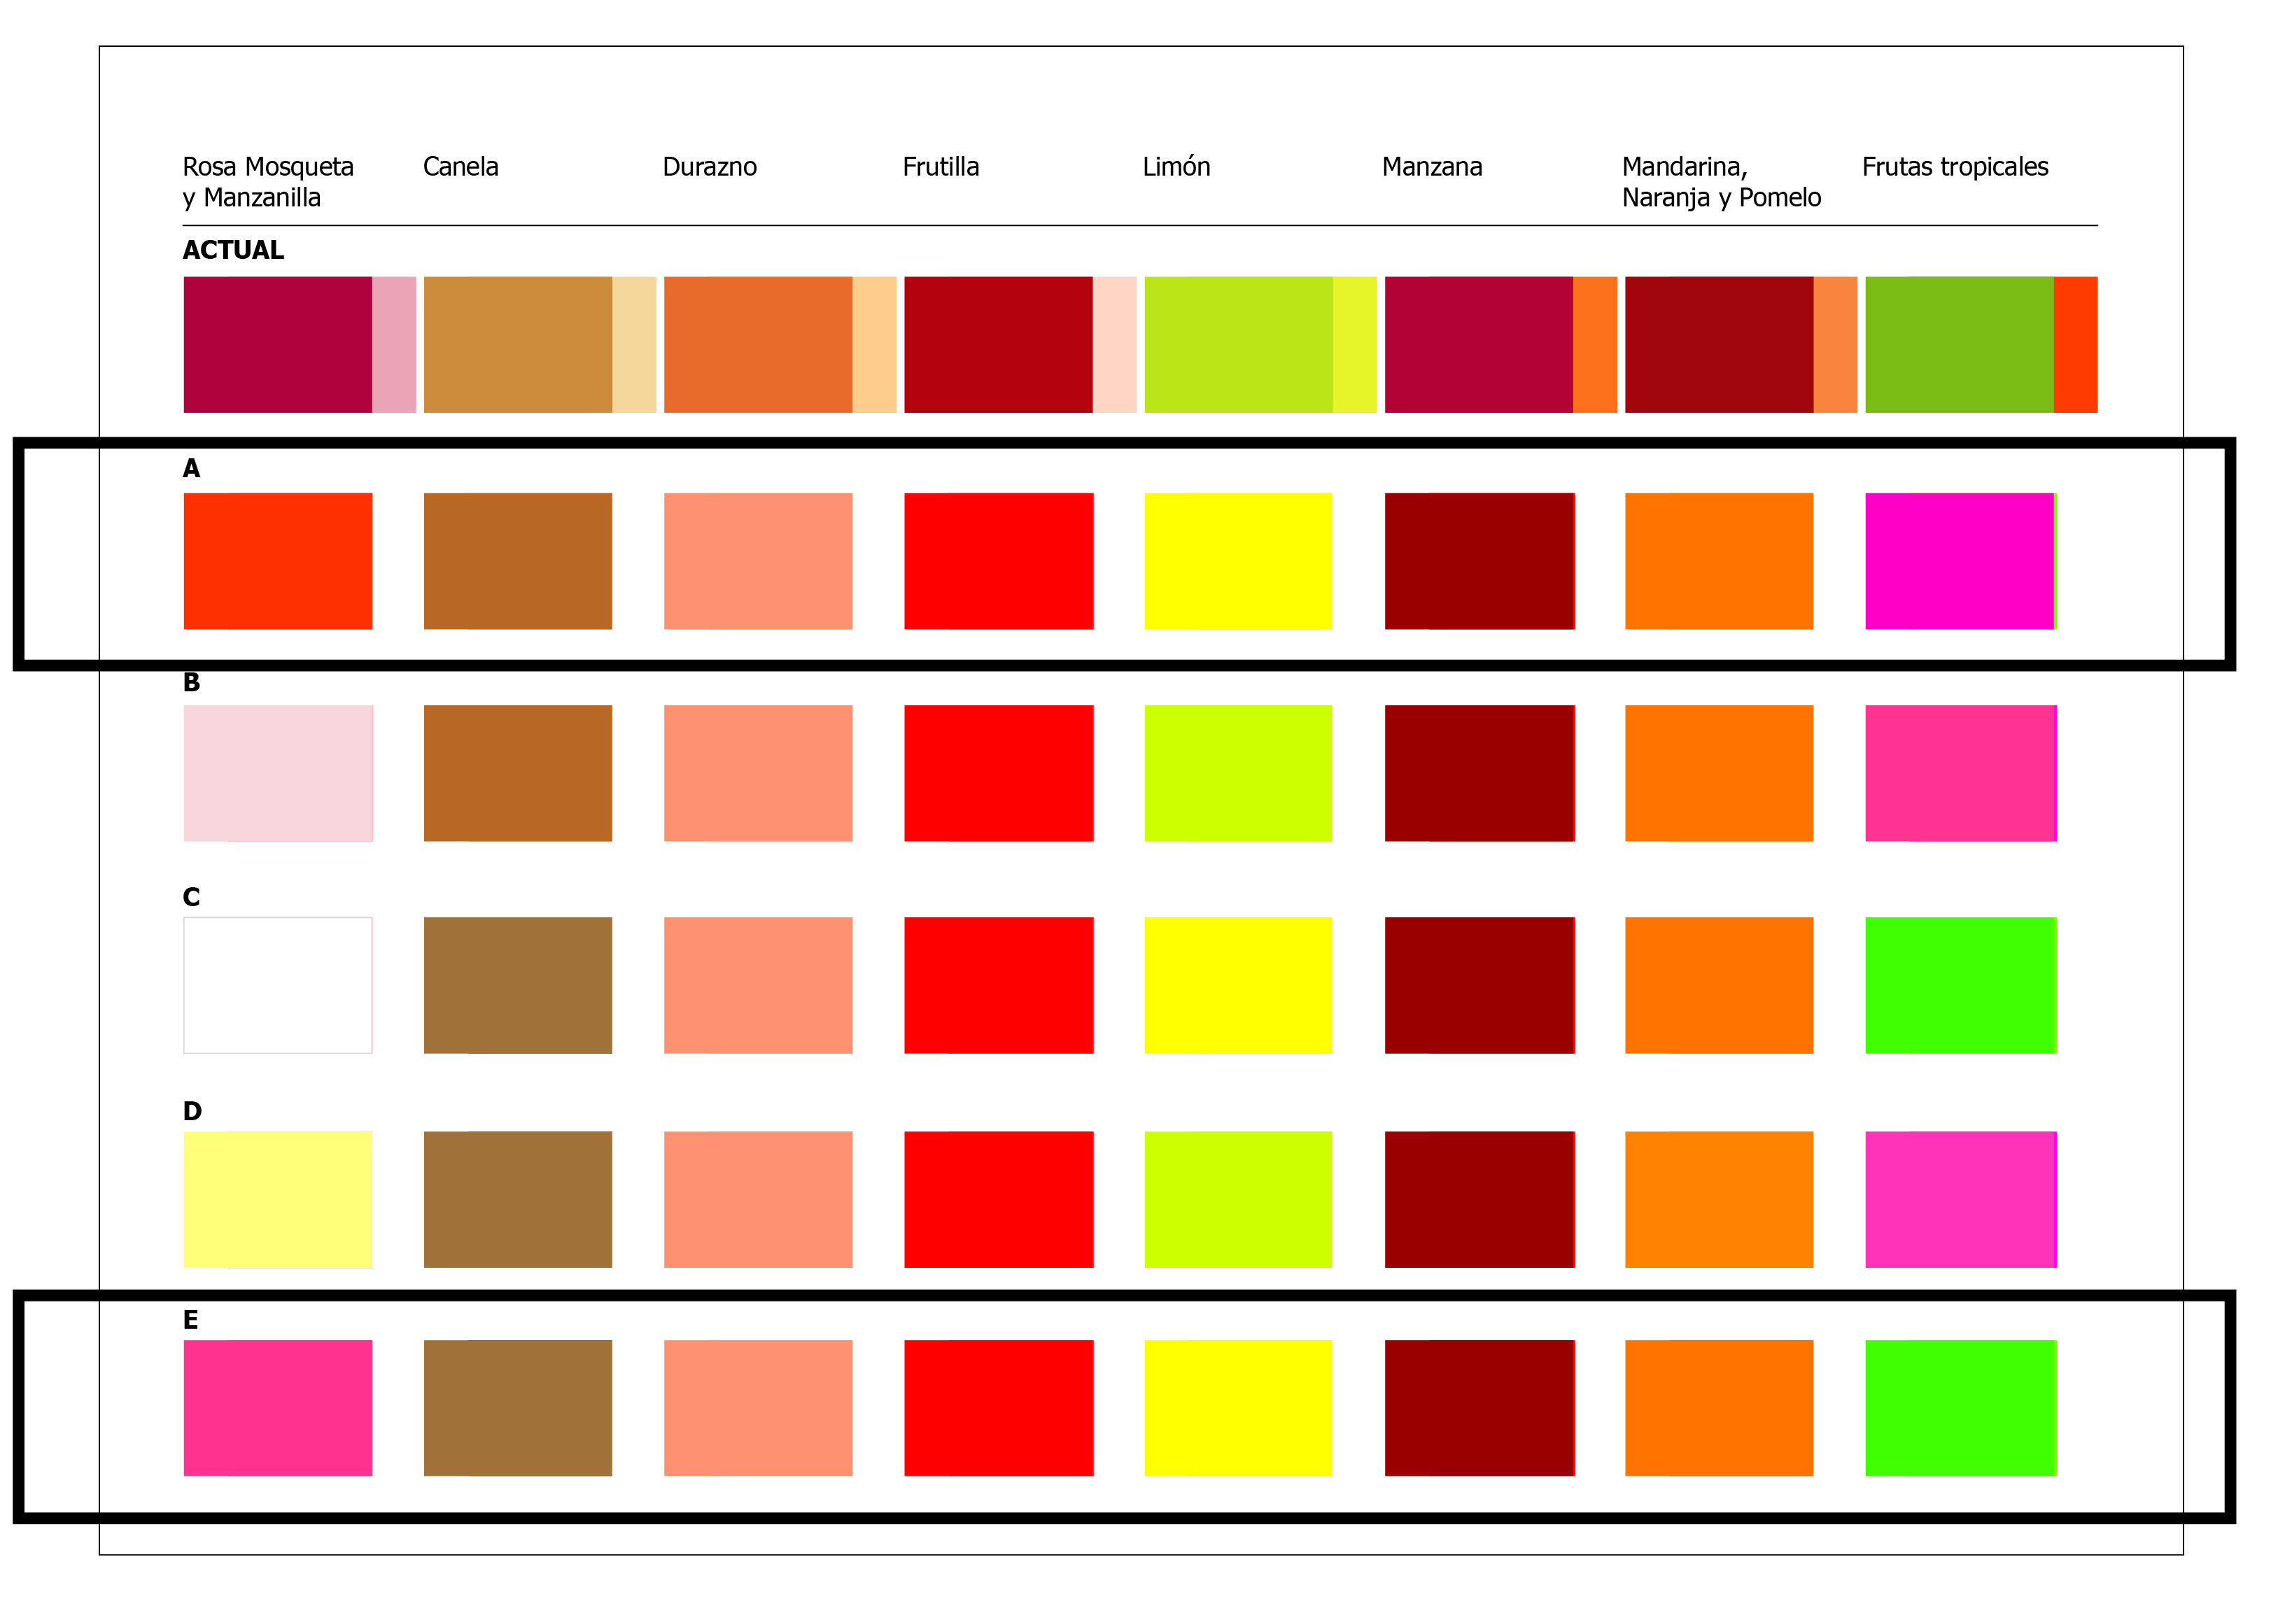 Rosa Mosqueta
y Manzanilla
Canela
Durazno
Frutilla
Limón
Manzana
Mandarina,
Naranja y Pomelo
Frutas tropicales
ACTUAL
A
B
C
D
E